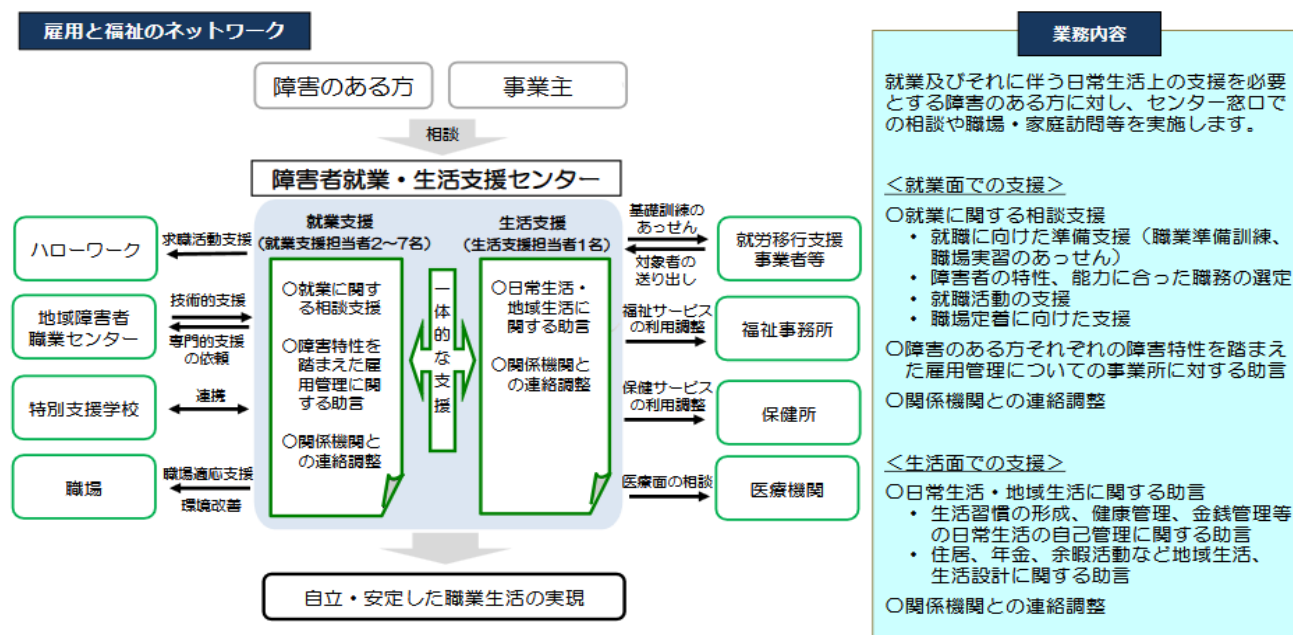 雇用と福祉のネットワーク
障害のある方
事業主
相談
障害者就業・生活支援センター
就業支援
(就業支援担当者2~7名)
生活支援
(生活支援担当者1名)
○就業に関す
る相談支援
○障害特性を
踏まえた雇
用管理に関
する助言
○関係機関と
の連絡調整
一体的な支援
○日常生活・
地域生活に
関する助言
○関係機関と
の連絡調整
ハローワーク
求職活動支援
地域障害者
職業センター
技術的支援
専門的支援
の依頼
特別支援学校
連携
職場
職場適応支援
環境改善
基礎訓練の
あっせん
対象者の
送り出し
就労移行支援
事業者等
福祉サービス
の利用調整
福祉事務所
保健サービス
の利用調整
保健所
医療面の相談
医療機関
自立・安定した職業生活の実現
業務内容
就業及びそれに伴う日常生活上の支援を必要
とする障害のある方に対し、センター窓口で
の相談や職場・家庭訪問等を実施します。
<就業面での支援>
○就業に関する相談支援
・ 就職に向けた準備支援(職業準備訓練、
職場実習のあっせん)
・ 障害者の特性、能力に合った職務の選定
・ 就職活動の支援
・ 職場定着に向けた支援
○障害のある方それぞれの障害特性を踏まえ
た雇用管理についての事業所に対する助言
○関係機関との連絡調整
<生活面での支援>
○日常生活・地域生活に関する助言
・ 生活習慣の形成、健康管理、金銭管理等
の日常生活の自己管理に関する助言
・ 住居、年金、余暇活動など地域生活、
生活設計に関する助言
○関係機関との連絡調整